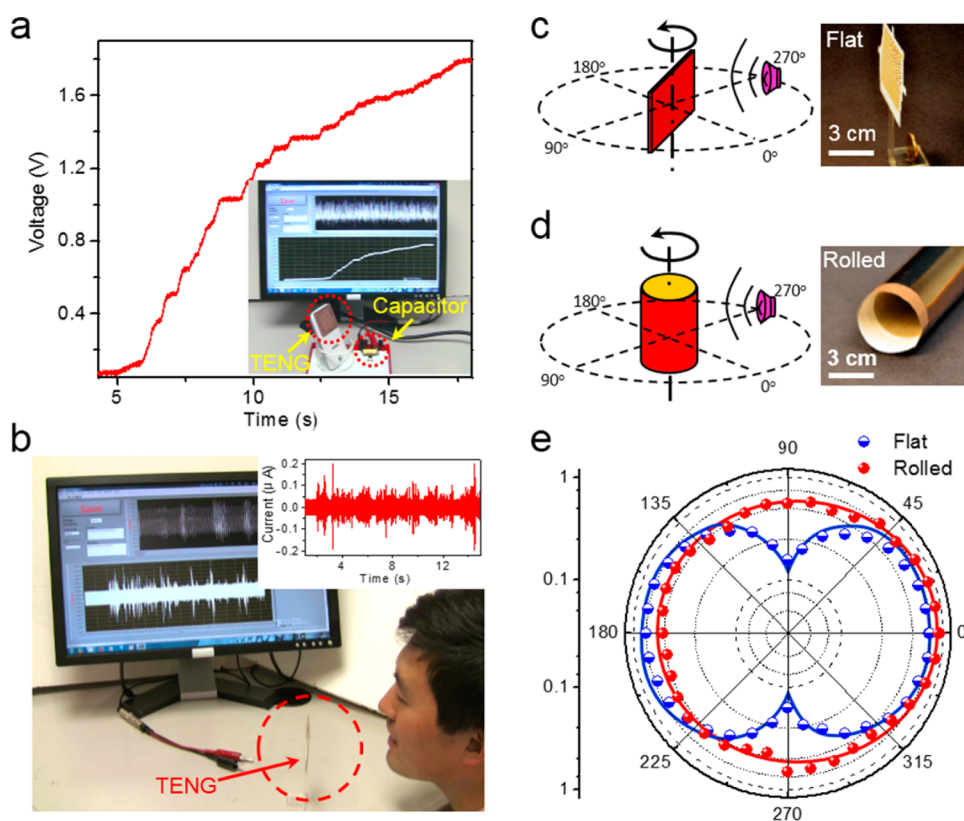 a
Voltage (V)
1.6
1.2
0.8
0.4
5
10
15
Time (s)
Save
TENG
Capacitor
b
Save
TENG
Current (μ A)
0.2
0.1
0.0
-0.1
-0.2
4
8
12
Time (s)
c
180°
270°
90°
0°
Flat
3 cm
d
180°
270°
90°
0°
Rolled
3 cm
e
Flat
Rolled
90
135
45
180
0
225
315
270
1
0.1
0.1
1